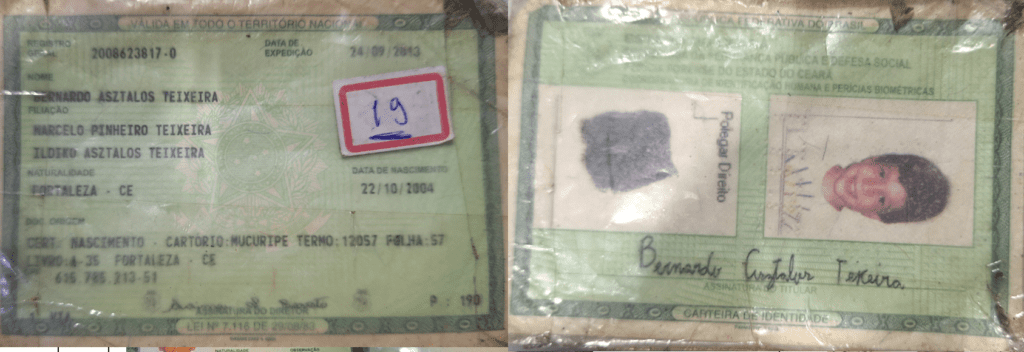 VÁLIDA EM TODO O TERRITÓRIO NACIONAL
REGISTRO GERAL 2008623817-0 DATA DE EXPEDIÇÃO 24/09/2013
NOME
BERNARDO ASZTALOS TEIXEIRA
FILIAÇÃO
MARCELO PINHEIRO TEIXEIRA
ILDIKO ASZTALOS TEIXEIRA
19
NATURALIDADE DATA DE NASCIMENTO
FORTALEZA - CE 22/10/2004
DOC. ORIGEM
CERT. NASCIMENTO - CARTÓRIO:MUCURIPE TERMO:12057 FOLHA:57
LIVRO:A-35 FORTALEZA - CE
P : 190
ASSINATURA DO DIRETOR
LEI Nº 7.116 DE 29/08/83
FEDERATIVA DO BRASIL
PÚBLICA E DEFESA SOCIAL
DO ESTADO DO CEARÁ
HUMANA E PERÍCIAS BIOMÉTRICAS
Polegar Direito
Bernardo Asztalos Teixeira
ASSINATURA DO TITULAR
CARTEIRA DE IDENTIDADE